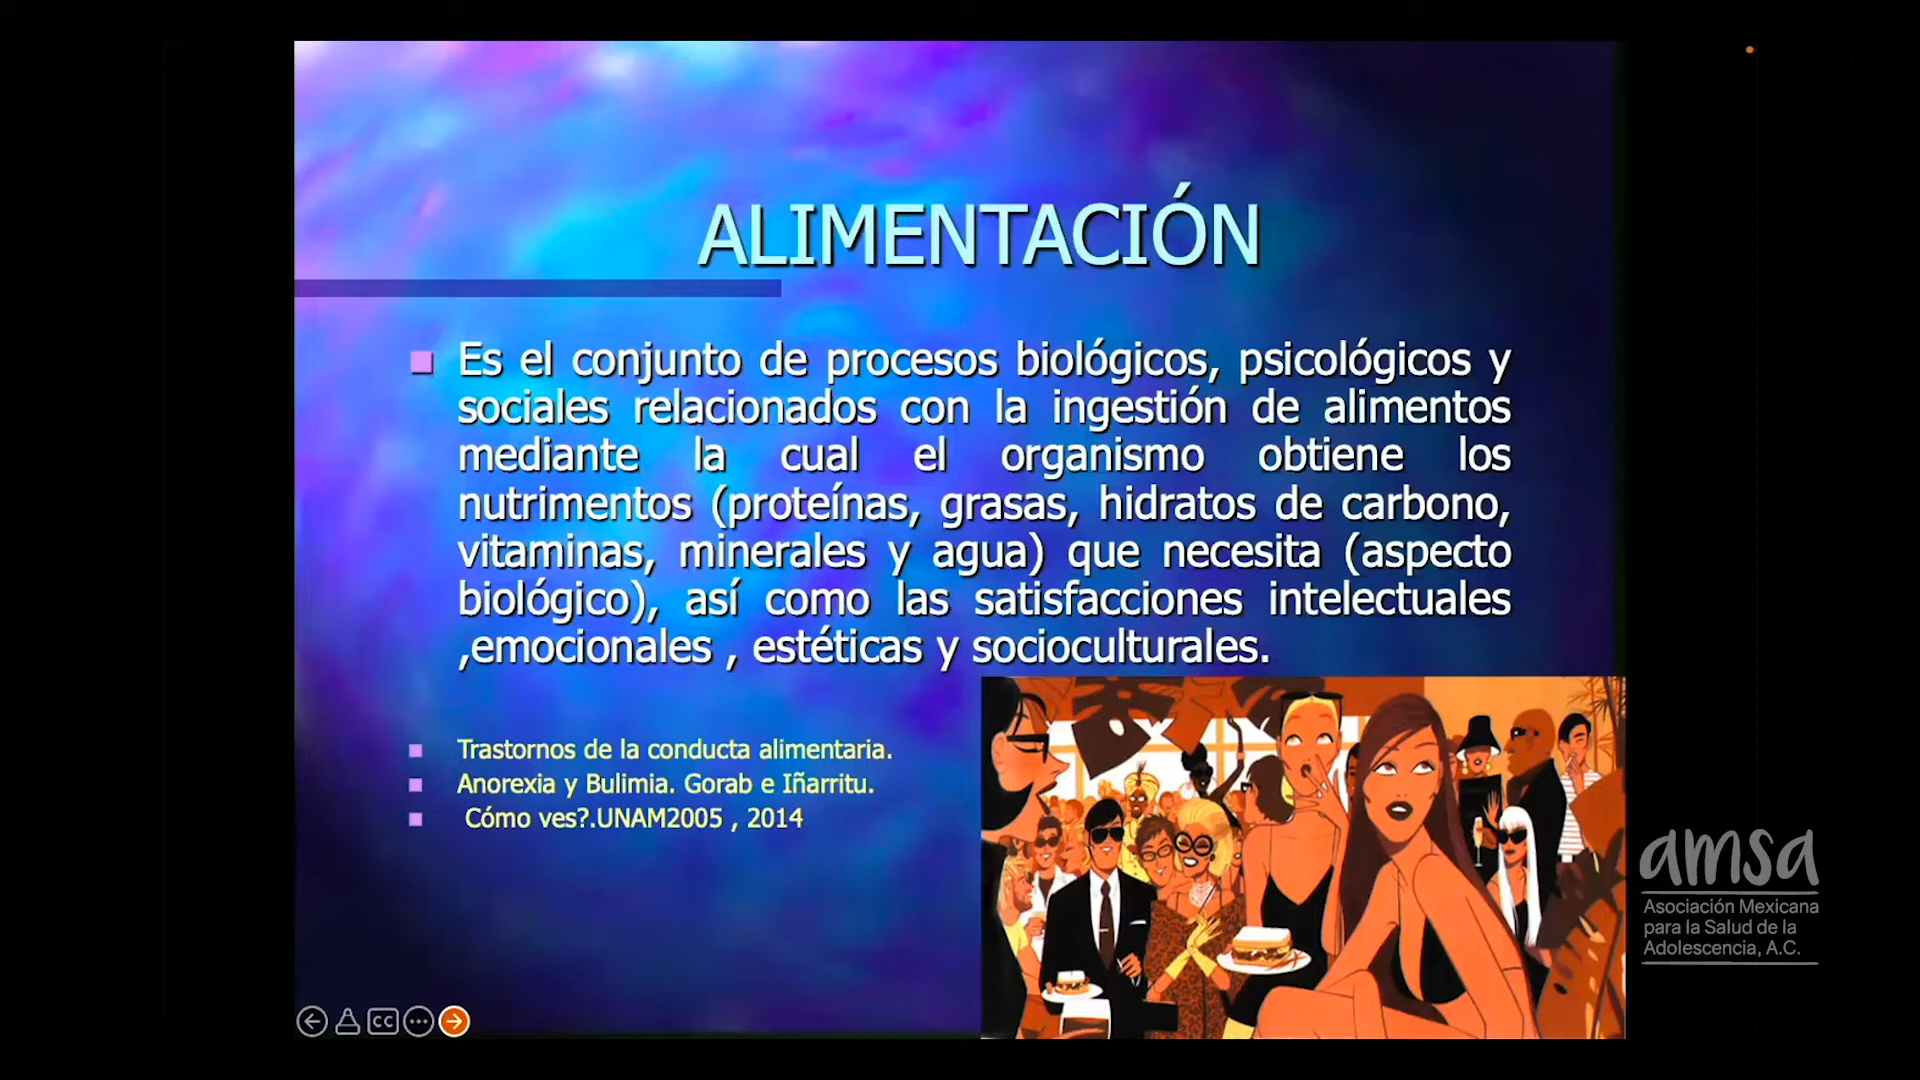 ALIMENTACIÓN
Es el conjunto de procesos biológicos, psicológicos y
sociales relacionados con la ingestión de alimentos
mediante la cual el organismo obtiene los
nutrimentos (proteínas, grasas, hidratos de carbono,
vitaminas, minerales y agua) que necesita (aspecto
biológico), así como las satisfacciones intelectuales
,emocionales , estéticas y socioculturales.
Trastornos de la conducta alimentaria.
Anorexia y Bulimia. Gorab e Iñarritu.
Cómo ves?.UNAM2005 , 2014
amsa
Asociación Mexicana
para la Salud de la
Adolescencia, A.C.
CC